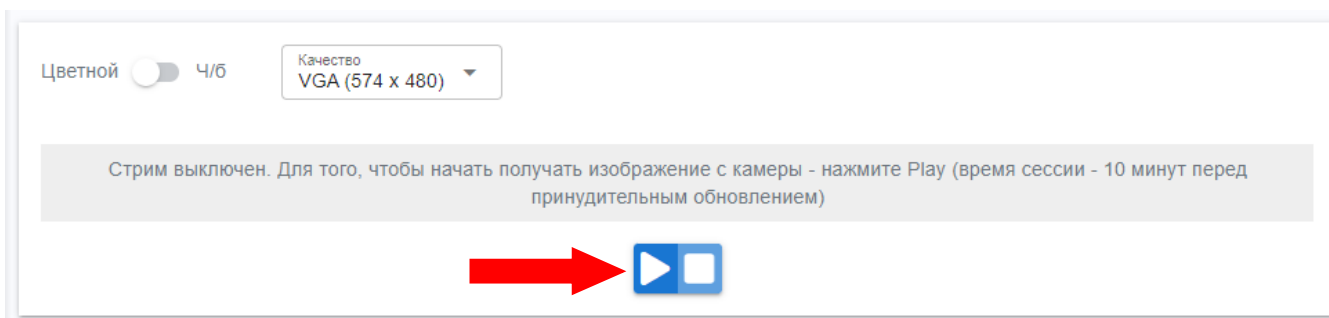 Цветной Ч/б
Качество
VGA (574 x 480)
Стрим выключен. Для того, чтобы начать получать изображение с камеры - нажмите Play (время сессии - 10 минут перед
принудительным обновлением)